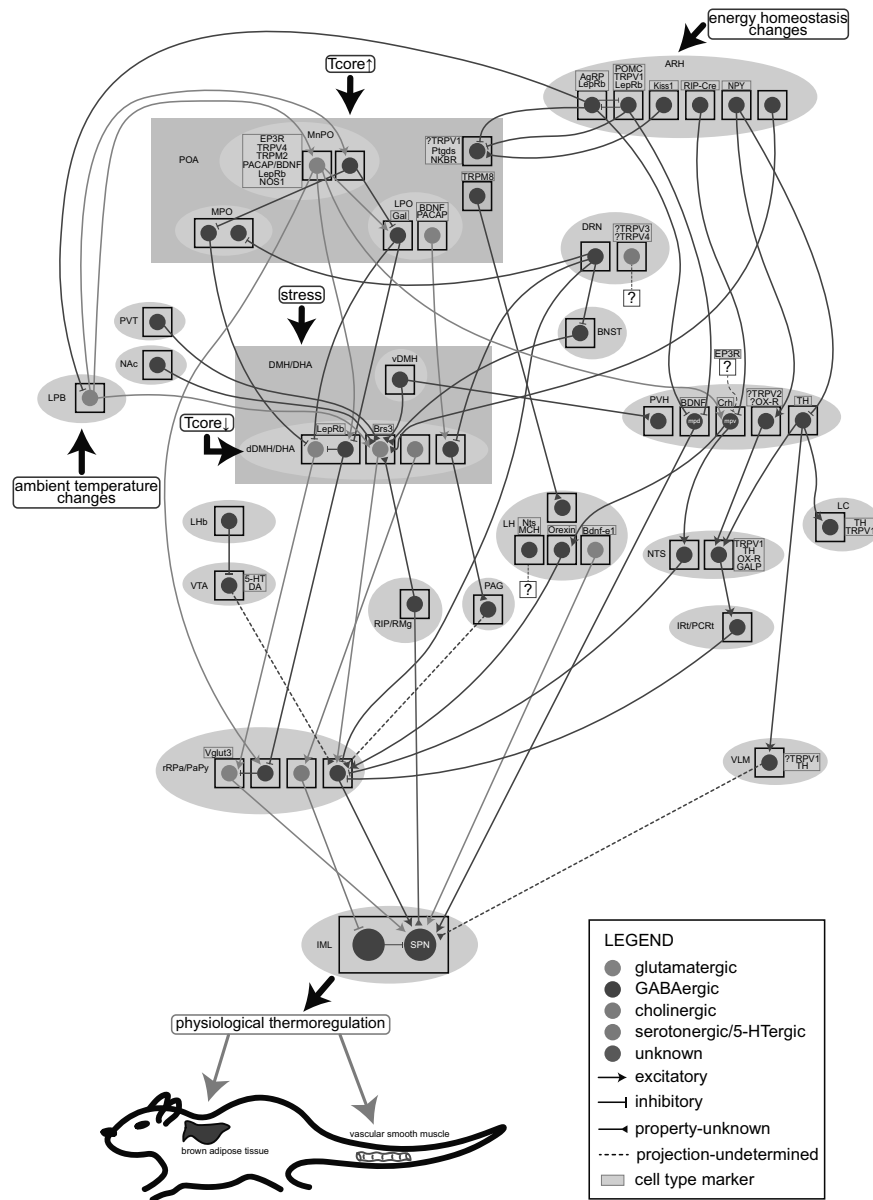 energy homeostasis
changes
ARH
AgRP
LepRb
POMC
TRPV1
LepRb
Kiss1
RIP-Cre
NPY
Tcore↑
POA
MnPO
EP3R
TRPV4
TRPM2
PACAP/BDNF
LepRb
NOS1
?TRPV1
Ptgds
NKBR
TRPM8
MPO
LPO
Gal
BDNF
PACAP
DRN
?TRPV3
?TRPV4
?
BNST
stress
PVT
NAc
LPB
DMH/DHA
vDMH
Tcore↓
dDMH/DHA
LepRb
Brs3
EP3R
?
PVH
BDNF
mpd
Crh
mpv
?TRPV2
?OX-R
TH
ambient temperature
changes
LHb
VTA
5-HT
DA
LH
Nts
MCH
Orexin
Bdnf-e1
?
LC
TH
TRPV1
NTS
TRPV1
TH
OX-R
GALP
RIP/RMg
PAG
IRt/PCRt
rRPa/PaPy
Vglut3
VLM
?TRPV1
TH
IML
SPN
physiological thermoregulation
brown adipose tissue
vascular smooth muscle
LEGEND
glutamatergic
GABAergic
cholinergic
serotonergic/5-HTergic
unknown
excitatory
inhibitory
property-unknown
projection-undetermined
cell type marker